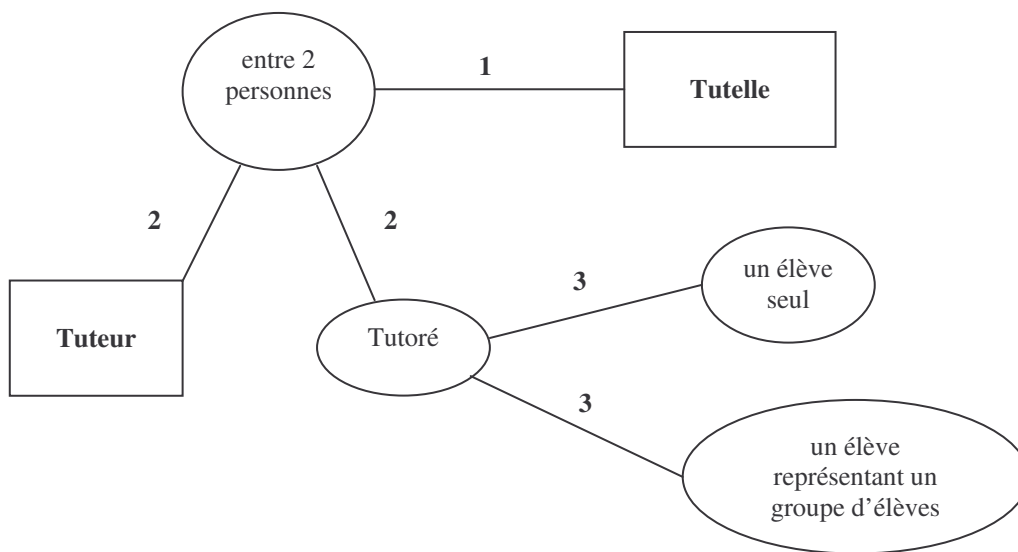 entre 2
personnes
1
Tutelle
2
2
Tuteur
Tutoré
3
un élève
seul
3
un élève
représentant un
groupe d'élèves